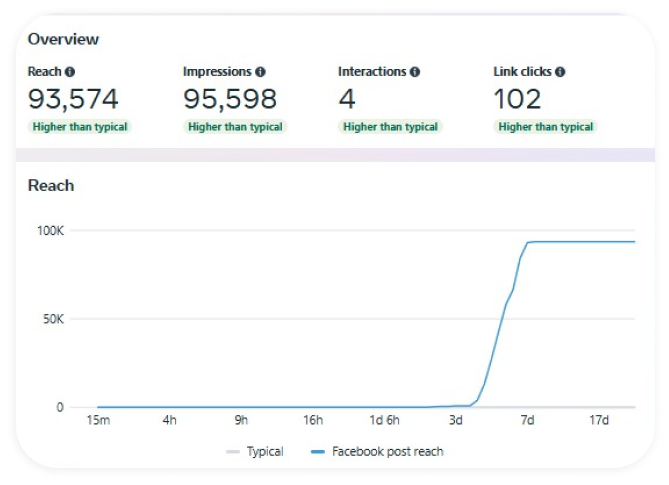 Overview
Reach Impressions Interactions Link clicks
93,574 95,598 4 102
Higher than typical Higher than typical Higher than typical Higher than typical
Reach
100K
50K
0
15m 4h 9h 16h 1d 6h 3d 7d 17d
Typical Facebook post reach